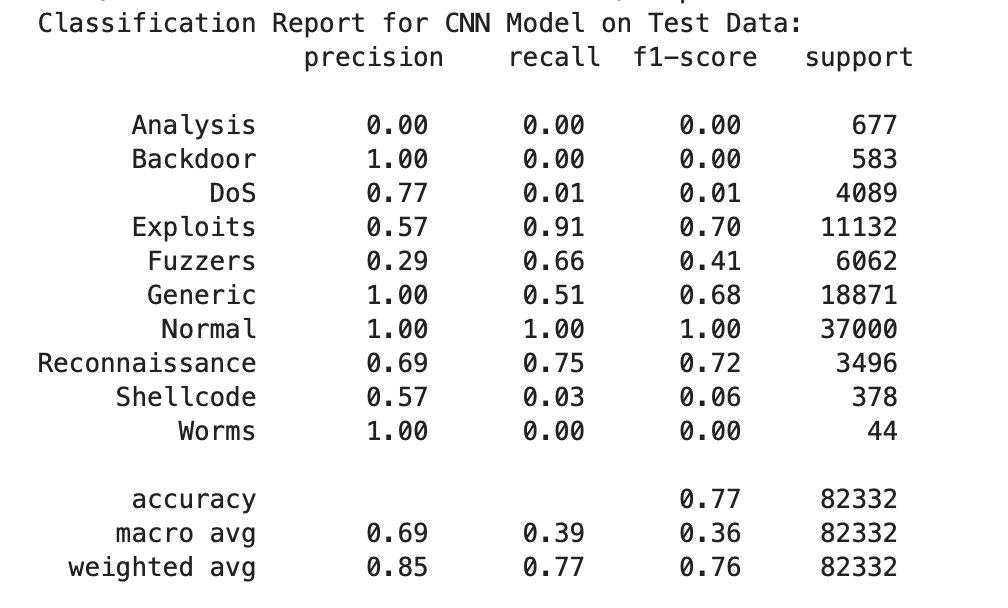 Classification Report for CNN Model on Test Data:
precision recall f1-score support
Analysis 0.00 0.00 0.00 677
Backdoor 1.00 0.00 0.00 583
DoS 0.77 0.01 0.01 4089
Exploits 0.57 0.91 0.70 11132
Fuzzers 0.29 0.66 0.41 6062
Generic 1.00 0.51 0.68 18871
Normal 1.00 1.00 1.00 37000
Reconnaissance 0.69 0.75 0.72 3496
Shellcode 0.57 0.03 0.06 378
Worms 1.00 0.00 0.00 44
accuracy 0.77 82332
macro avg 0.69 0.39 0.36 82332
weighted avg 0.85 0.77 0.76 82332